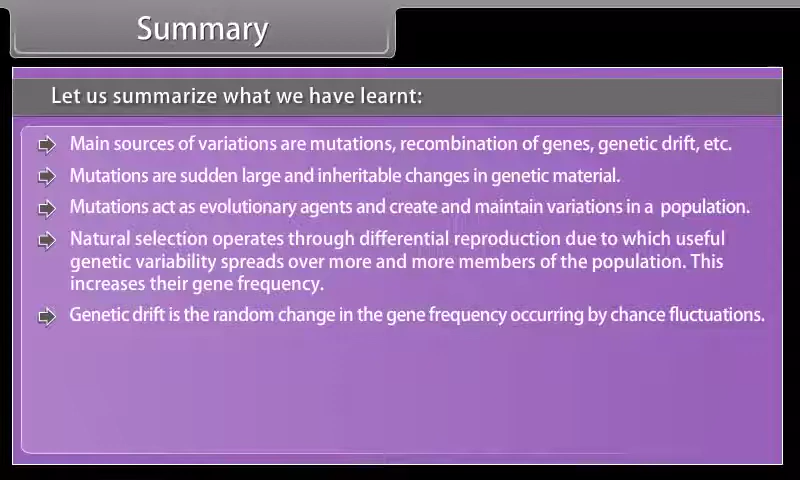 Summary
Let us summarize what we have learnt:
Main sources of variations are mutations, recombination of genes, genetic drift, etc.
Mutations are sudden large and inheritable changes in genetic material.
Mutations act as evolutionary agents and create and maintain variations in a population.
Natural selection operates through differential reproduction due to which useful
genetic variability spreads over more and more members of the population. This
increases their gene frequency.
Genetic drift is the random change in the gene frequency occurring by chance fluctuations.